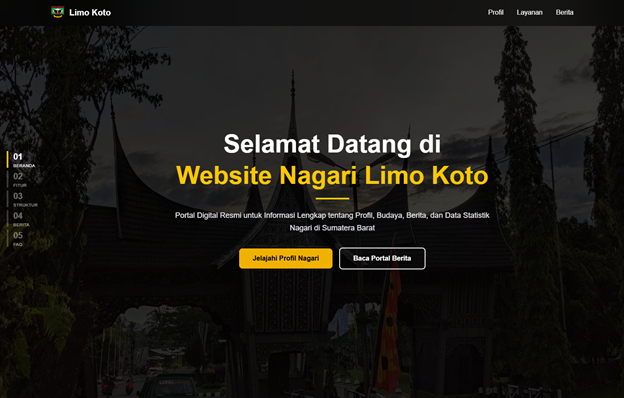 Limo Koto
Profil
Layanan
Berita
Selamat Datang di
Website Nagari Limo Koto
Portal Digital Resmi untuk Informasi Lengkap tentang Profil, Budaya, Berita, dan Data Statistik
Nagari di Sumatera Barat
Jelajahi Profil Nagari
Baca Portal Berita
01
BERANDA
02
FITUR
03
STRUKTUR
04
BERITA
05
FAQ